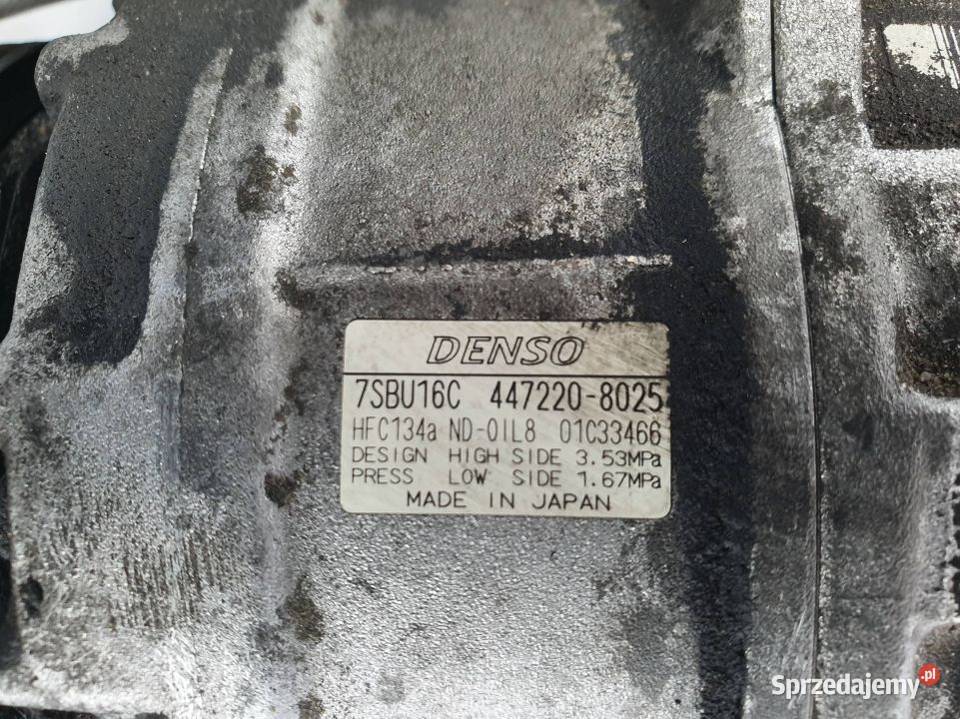 DENSO
7SBU16C 447220-8025
HFC134a ND-OIL8 01C33466
DESIGN HIGH SIDE 3.53MPa
PRESS LOW SIDE 1.67MPa
MADE IN JAPAN
Sprzedajemy.pl